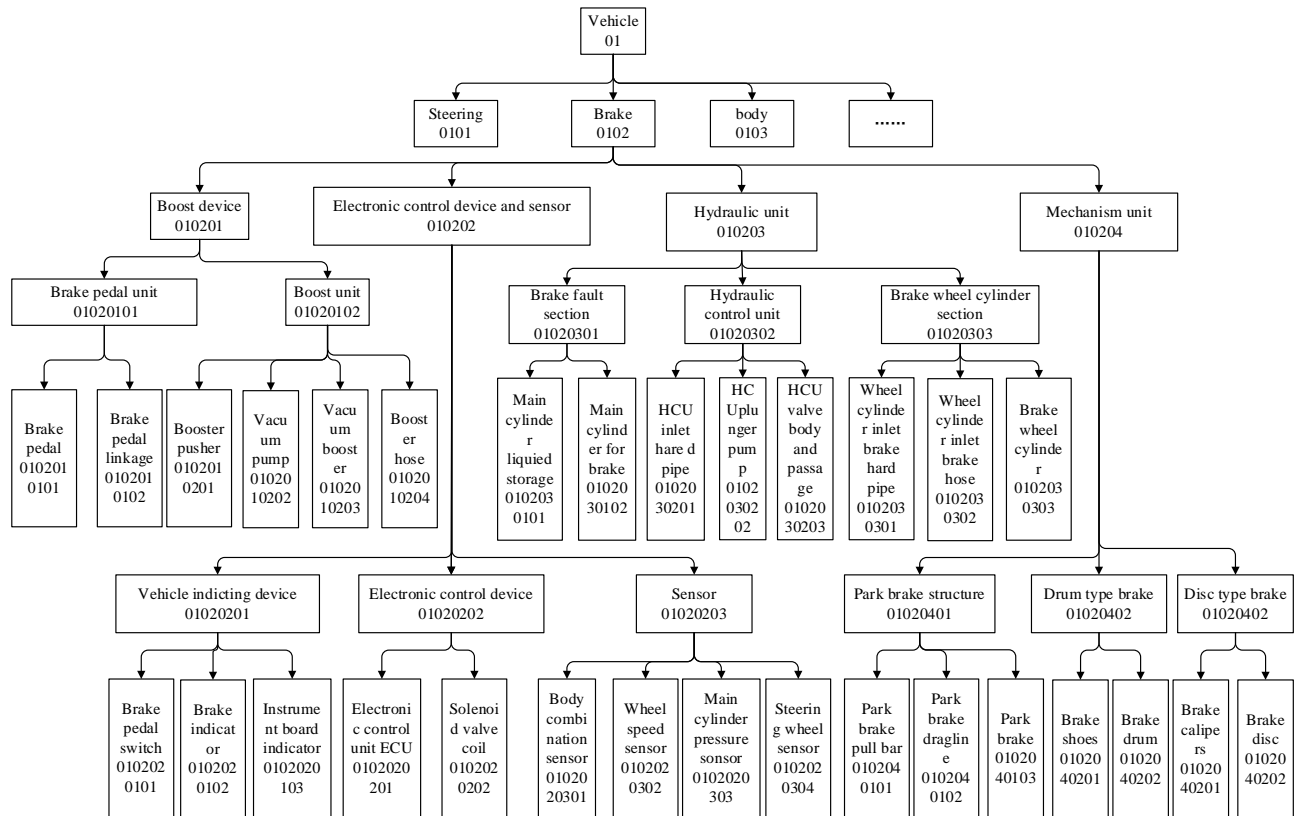 Vehicle
01
Steering
0101
Brake
0102
body
0103
......
Boost device
010201
Electronic control device and sensor
010202
Hydraulic unit
010203
Mechanism unit
010204
Brake pedal unit
01020101
Boost unit
01020102
Brake fault
section
01020301
Hydraulic
control unit
01020302
Brake wheel cylinder
section
01020303
Brake
pedal
010201
0101
Brake
pedal
linkage
010201
0102
Booster
pusher
010201
0201
Vacu
um
pump
01020
10202
Vacu
um
boost
er
01020
10203
Boost
er
hose
01020
10204
Main
cylinde
r
liquied
storage
010203
0101
Main
cylind
er for
brake
01020
30102
HCU
inlet
hare d
pipe
01020
30201
HC
Uplu
nger
pum
p
0102
0302
02
HCU
valve
body
and
passa
ge
01020
30203
Wheel
cylinde
r inlet
brake
hard
pipe
010203
0301
Wheel
cylinde
r inlet
brake
hose
010203
0302
Brake
wheel
cylinde
r
010203
0303
Vehicle indicting device
01020201
Electronic control device
01020202
Sensor
01020203
Park brake structure
01020401
Drum type brake
01020402
Disc type brake
01020402
Brake
pedal
switch
010202
0101
Brake
indicat
or
010202
0102
Instrume
nt board
indicator
0102020
103
Electroni
c control
unit ECU
0102020
201
Solenoi
d valve
coil
010202
0202
Body
combi
nation
sensor
01020
20301
Wheel
speed
sensor
010202
0302
Main
cylinder
pressure
sonsor
0102020
303
Steerin
g wheel
sensor
010202
0304
Park
brake
pull bar
010204
0101
Park
brake
draglin
e
010204
0102
Park
brake
01020
40103
Brake
shoes
01020
40201
Brake
drum
01020
40202
Brake
calipe
rs
01020
40201
Brake
disc
01020
40202